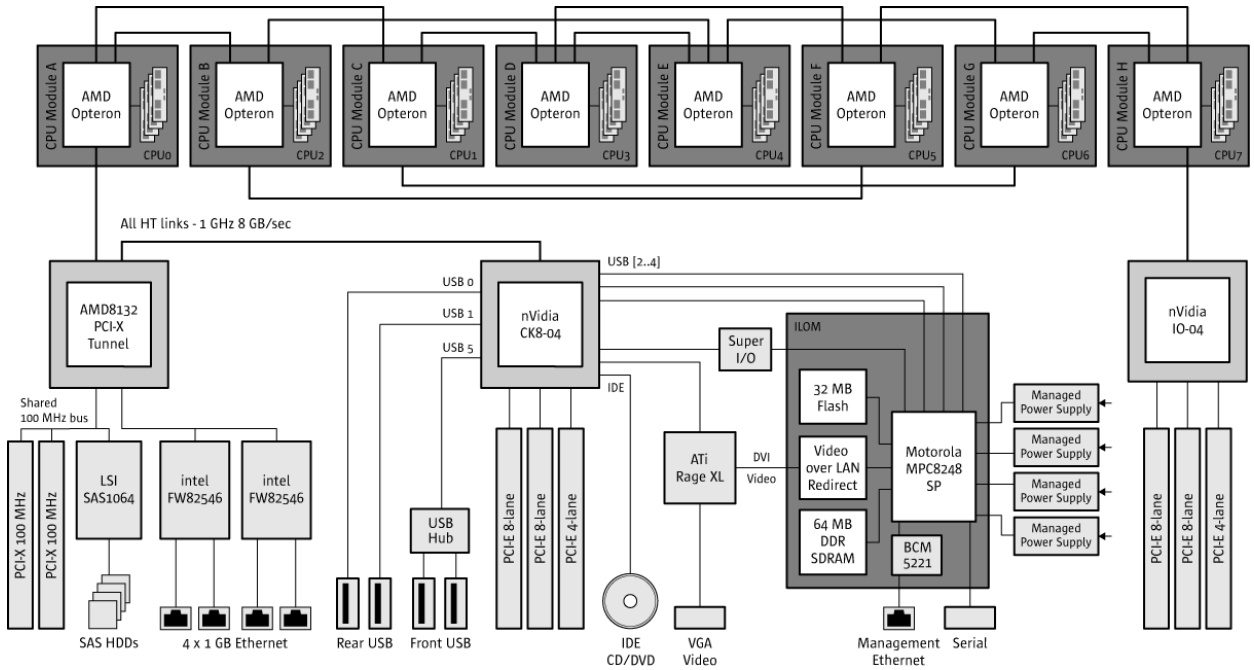 CPU Module A
AMD
Opteron
CPU0
CPU Module B
AMD
Opteron
CPU2
CPU Module C
AMD
Opteron
CPU1
CPU Module D
AMD
Opteron
CPU3
CPU Module E
AMD
Opteron
CPU4
CPU Module F
AMD
Opteron
CPU5
CPU Module G
AMD
Opteron
CPU6
CPU Module H
AMD
Opteron
CPU7
All HT links - 1 GHz 8 GB/sec
AMD8132
PCI-X
Tunnel
USB 0
USB 1
USB 5
nVidia
CK8-04
USB [2..4]
IDE
Super
I/O
ILOM
32 MB
Flash
Video
over LAN
Redirect
64 MB
DDR
SDRAM
Motorola
MPC8248
SP
BCM
5221
Managed
Power Supply
Managed
Power Supply
Managed
Power Supply
Managed
Power Supply
nVidia
IO-04
Shared
100 MHz bus
PCI-X 100 MHz
PCI-X 100 MHz
LSI
SAS1064
intel
FW82546
intel
FW82546
USB
Hub
PCI-E 8-lane
PCI-E 8-lane
PCI-E 4-lane
ATi
Rage XL
DVI
Video
PCI-E 8-lane
PCI-E 8-lane
PCI-E 4-lane
SAS HDDs
4 x 1 GB Ethernet
Rear USB
Front USB
IDE
CD/DVD
VGA
Video
Management
Ethernet
Serial